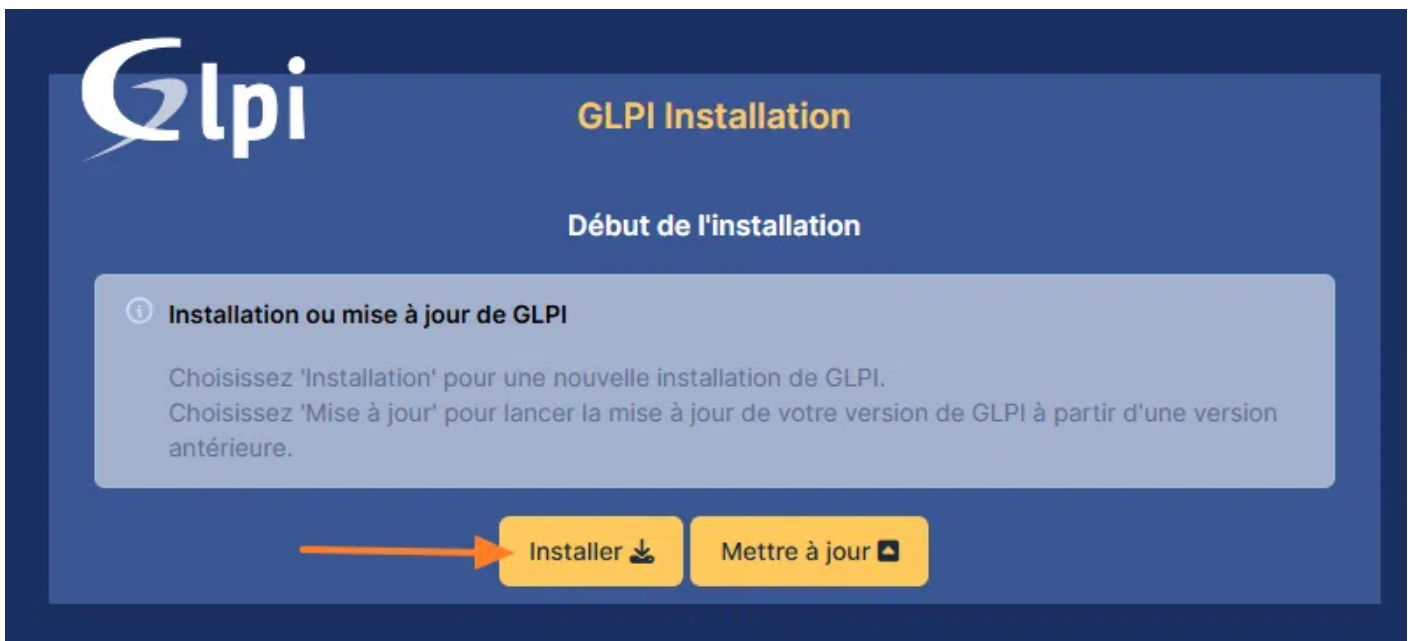 Glpi
GLPI Installation
Début de l'installation
Installation ou mise à jour de GLPI
Choisissez 'Installation' pour une nouvelle installation de GLPI.
Choisissez 'Mise à jour' pour lancer la mise à jour de votre version de GLPI à partir d'une version
antérieure.
Installer
Mettre à jour